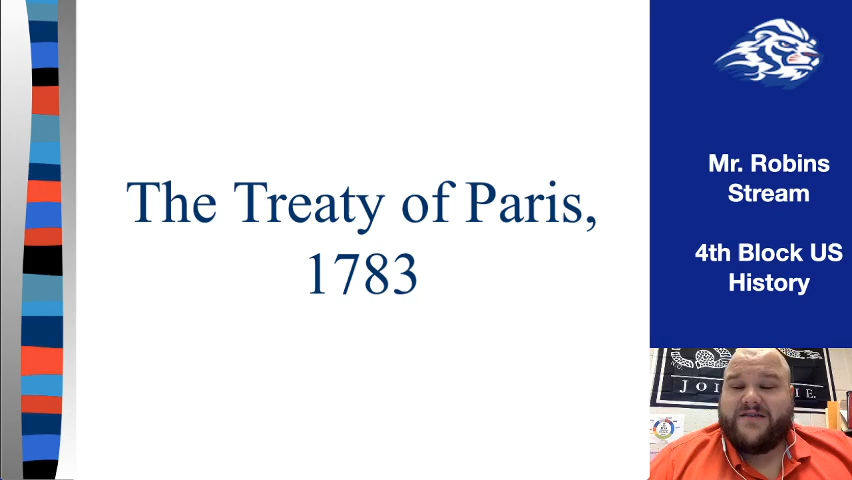 The Treaty of Paris,
1783
Mr. Robins
Stream
4th Block US
History